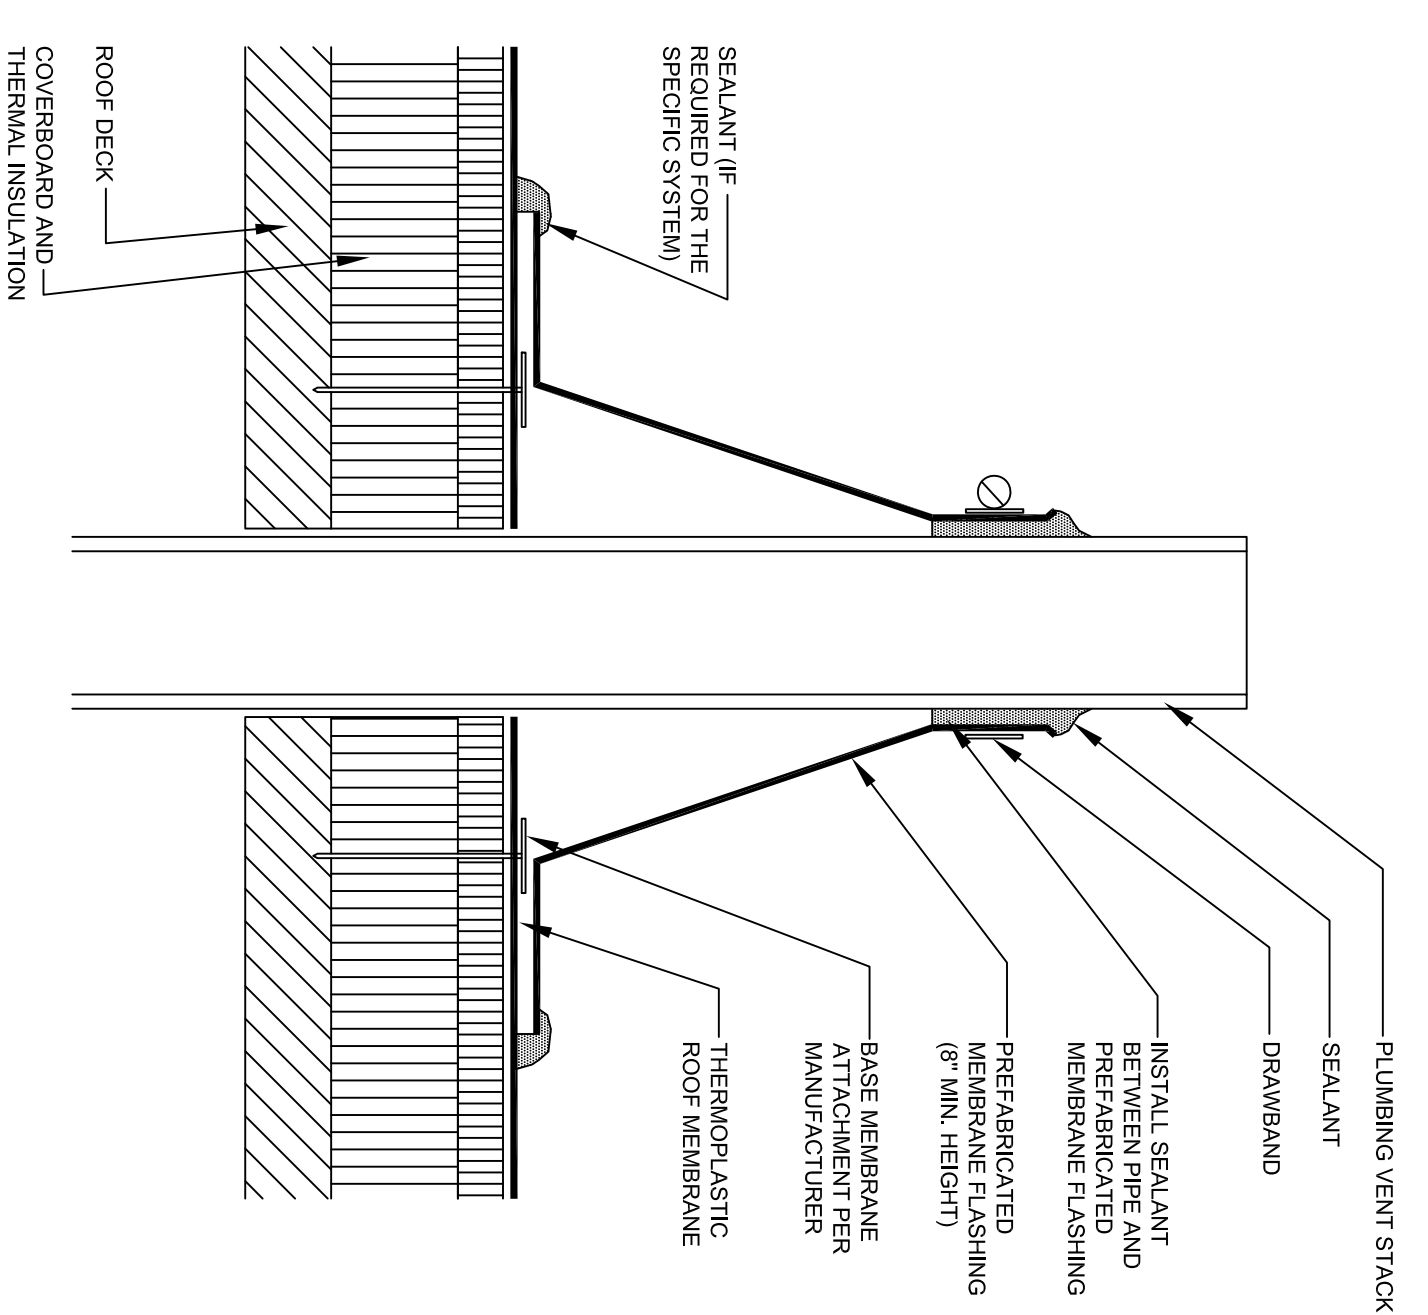 PLUMBING VENT STACK
SEALANT
DRAWBAND
INSTALL SEALANT
BETWEEN PIPE AND
PREFABRICATED
MEMBRANE FLASHING
PREFABRICATED
MEMBRANE FLASHING
(8" MIN. HEIGHT)
BASE MEMBRANE
ATTACHMENT PER
MANUFACTURER
THERMOPLASTIC
ROOF MEMBRANE
SEALANT (IF
REQUIRED FOR THE
SPECIFIC SYSTEM)
ROOF DECK
COVERBOARD AND
THERMAL INSULATION